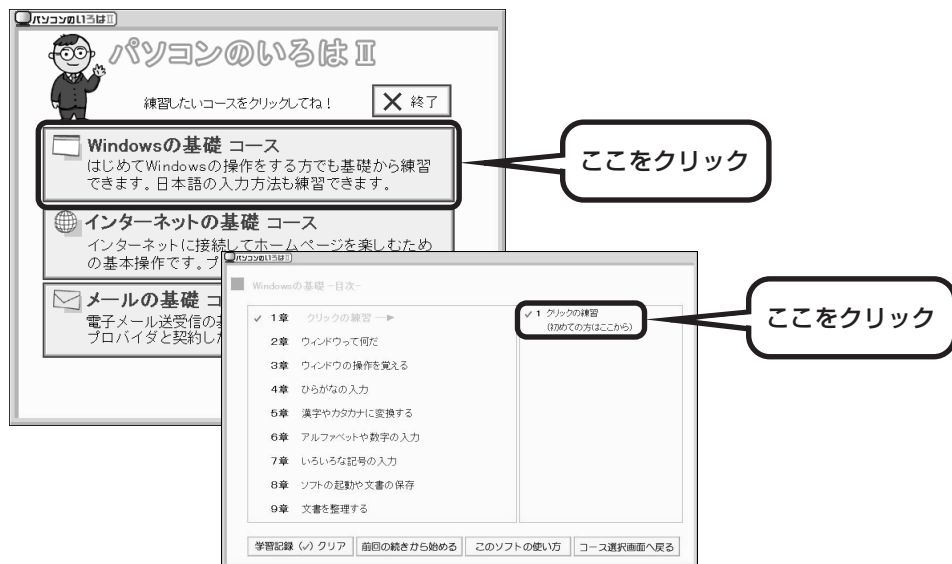 パソコンのいろはⅡ
パソコンのいろはⅡ
練習したいコースをクリックしてね！
終了
Windowsの基礎 コース
はじめてWindowsの操作をする方でも基礎から練習
できます。日本語の入力方法も練習できます。
ここをクリック
インターネットの基礎 コース
インターネットに接続してホームページを楽しむため
の基本操作です。プ
メールの基礎 コ
電子メール送受信の
プロバイダと契約し
パソコンのいろはⅡ
Windowsの基礎 -目次-
✓ 1章 クリックの練習 ―▶
2章 ウィンドウって何だ
3章 ウィンドウの操作を覚える
4章 ひらがなの入力
5章 漢字やカタカナに変換する
6章 アルファベットや数字の入力
7章 いろいろな記号の入力
8章 ソフトの起動や文書の保存
9章 文書を整理する
✓ 1 クリックの練習
(初めての方はここから)
ここをクリック
学習記録 (✓) クリア
前回の続きから始める
このソフトの使い方
コース選択画面へ戻る